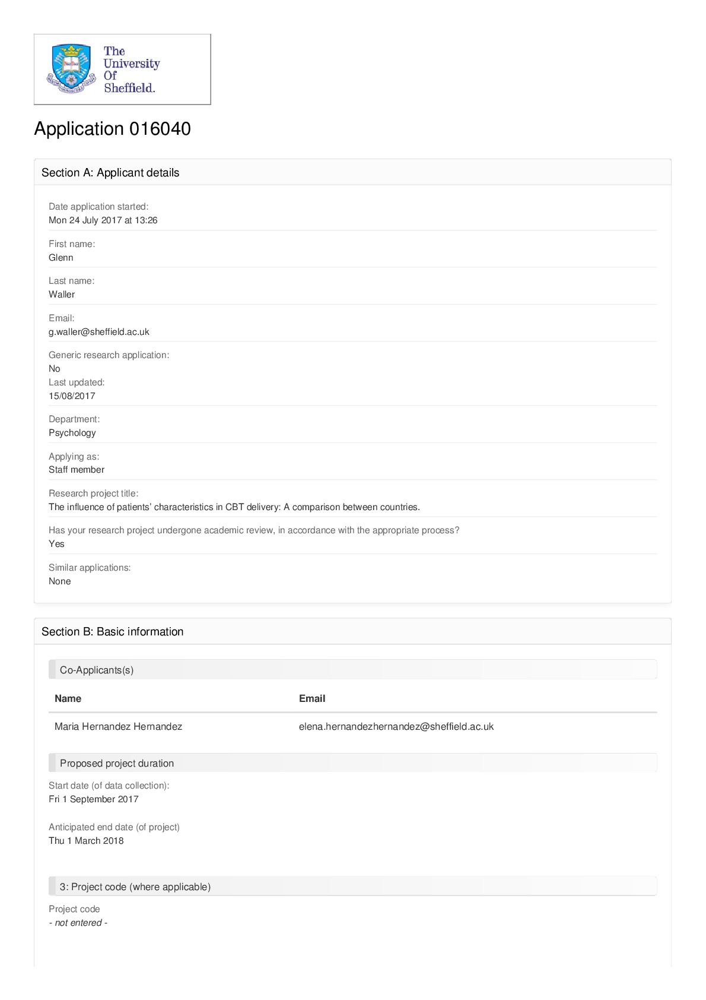 The
University
Of
Sheffield.
Application 016040
Section A: Applicant details
Date application started:
Mon 24 July 2017 at 13:26
First name:
Glenn
Last name:
Waller
Email:
g.waller@sheffield.ac.uk
Generic research application:
No
Last updated:
15/08/2017
Department:
Psychology
Applying as:
Staff member
Research project title:
The influence of patients’ characteristics in CBT delivery: A comparison between countries.
Has your research project undergone academic review, in accordance with the appropriate process?
Yes
Similar applications:
None
Section B: Basic information
Co-Applicants(s)
Name Email
Maria Hernandez Hernandez elena.hernandezhernandez@sheffield.ac.uk
Proposed project duration
Start date (of data collection):
Fri 1 September 2017
Anticipated end date (of project)
Thu 1 March 2018
3: Project code (where applicable)
Project code
- not entered -